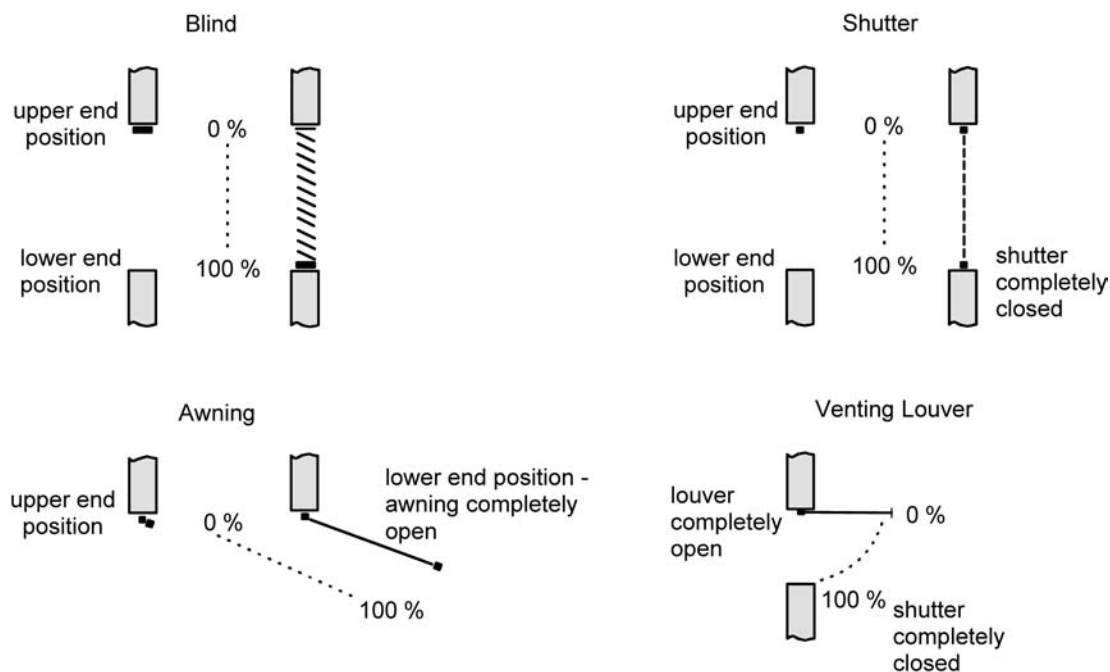 Blind
upper end
position
0 %
lower end
position
100 %
Shutter
upper end
position
0 %
lower end
position
100 %
shutter
completely
closed
Awning
upper end
position
0 %
lower end position -
awning completely
open
100 %
Venting Louver
louver
completely
open
0 %
100 %
shutter
completely
closed